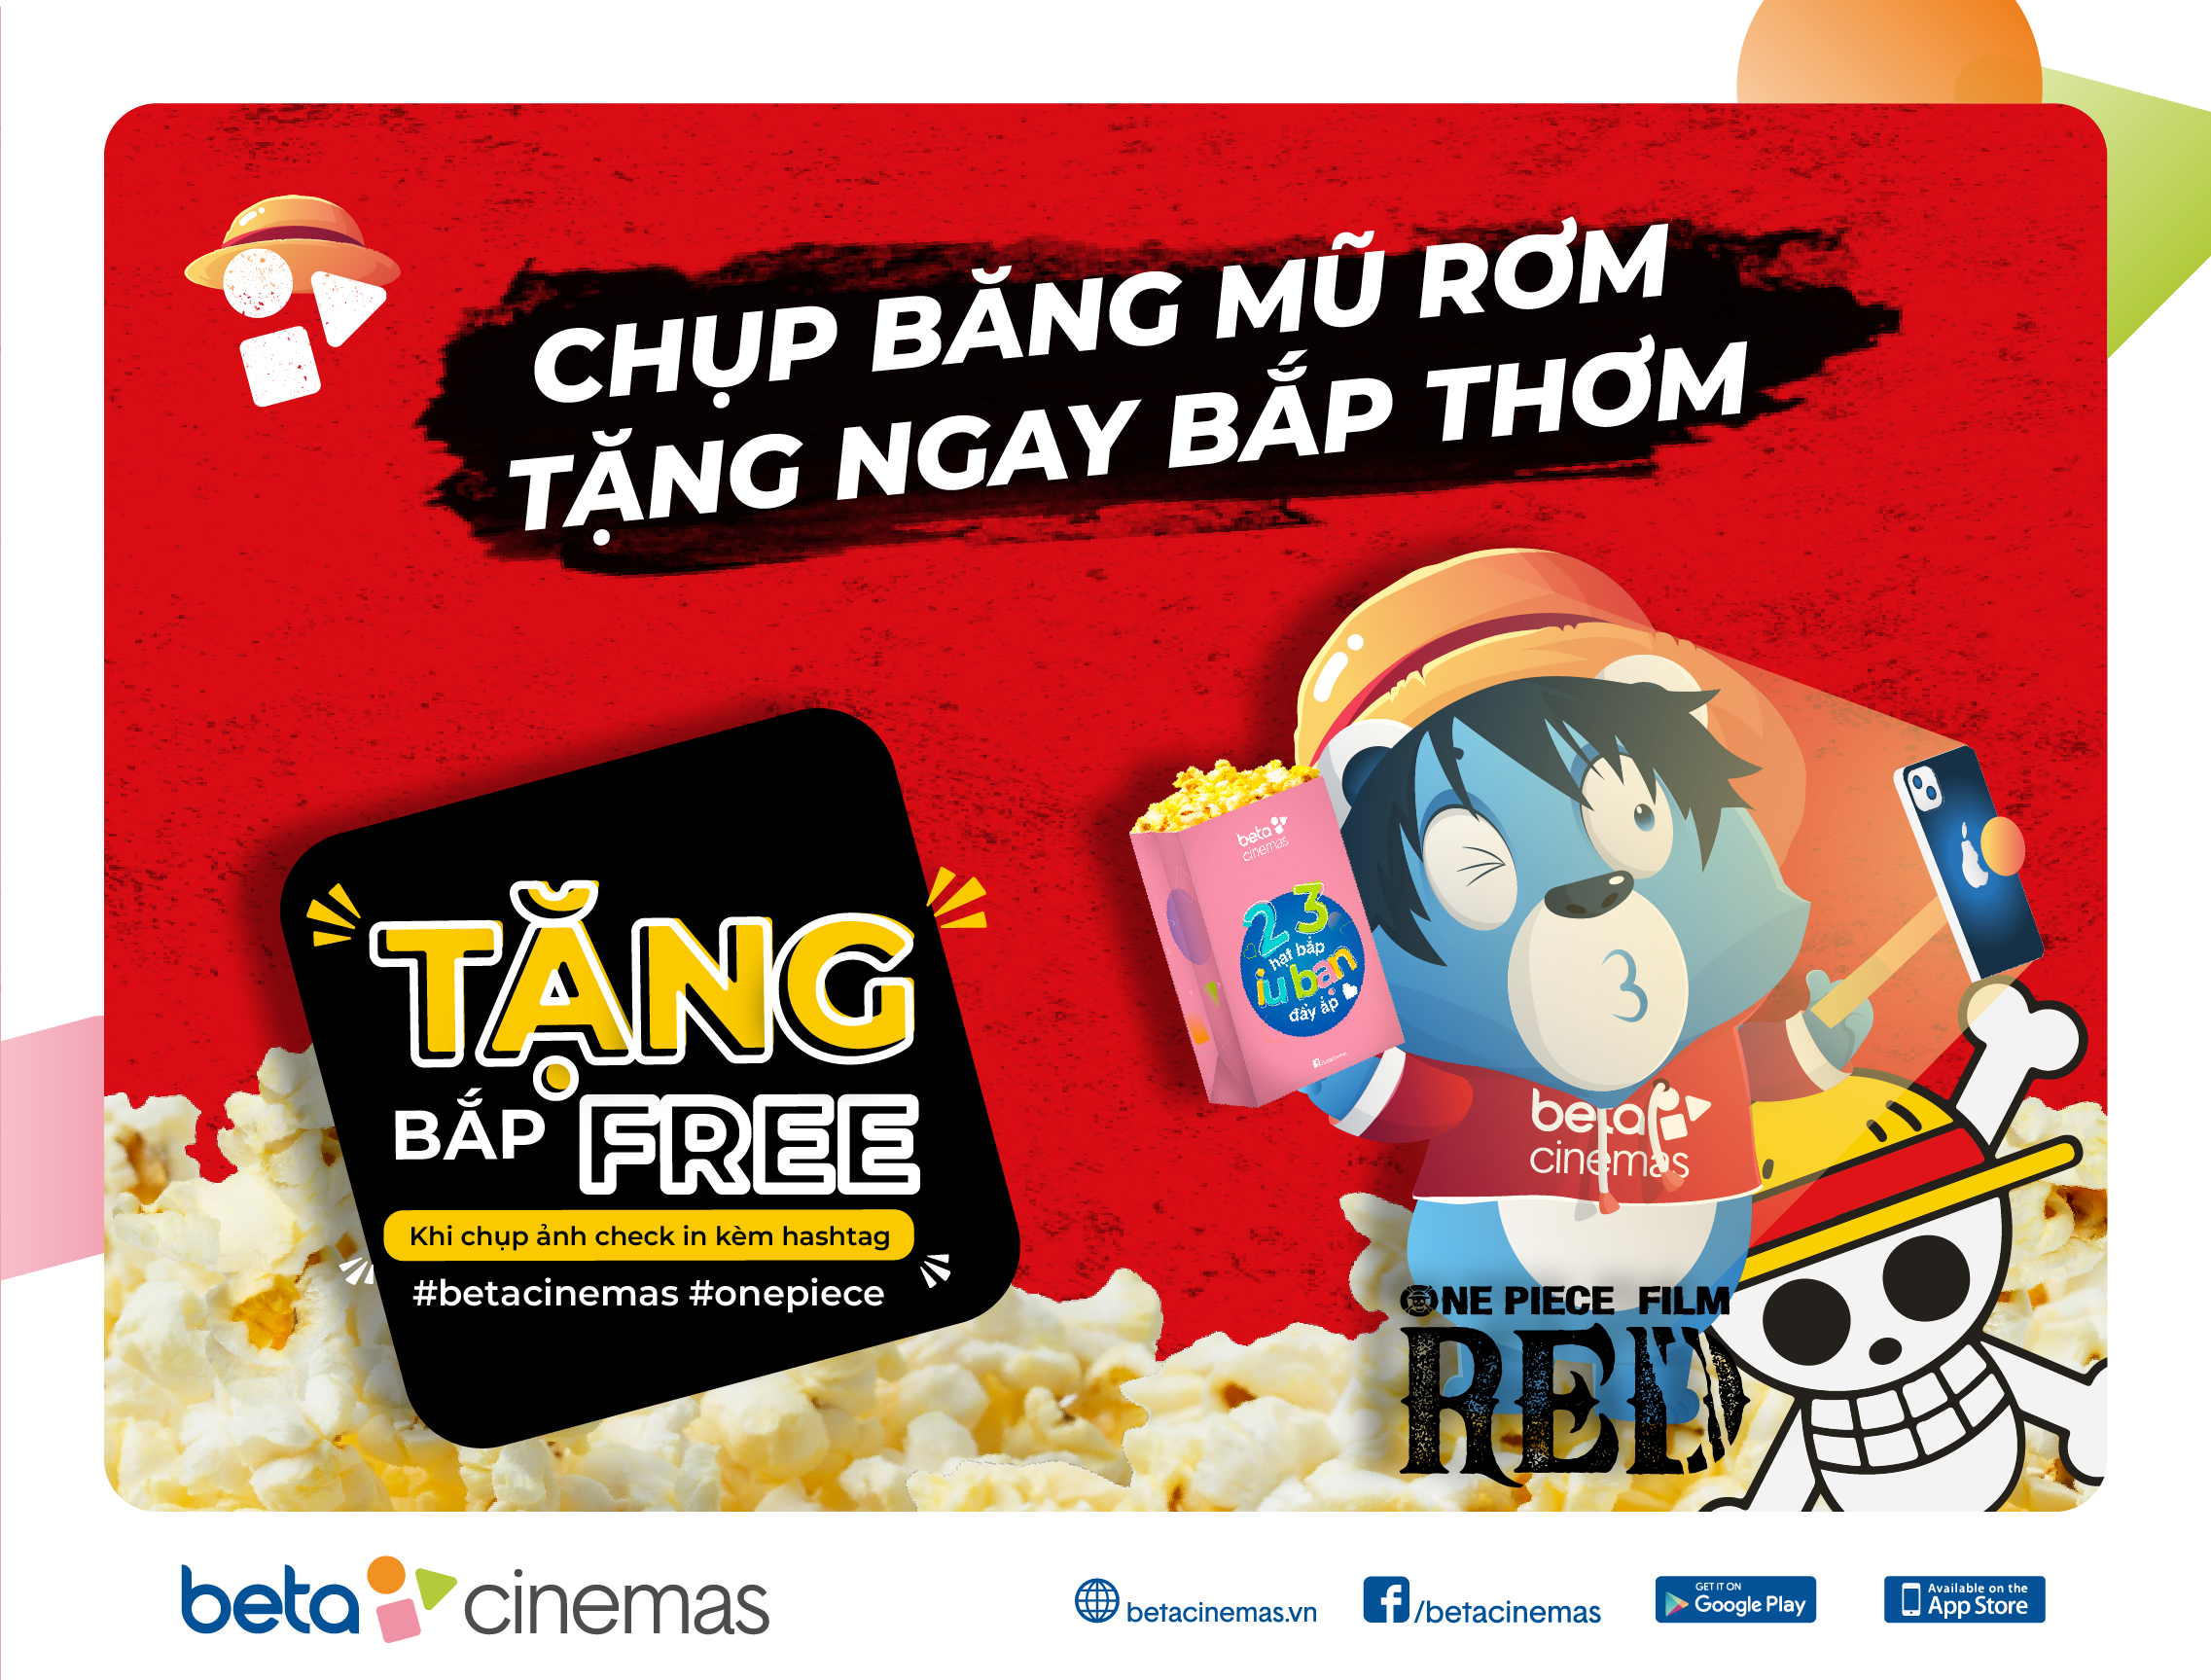 CHỤP BĂNG MŨ RƠM
TẶNG NGAY BẮP THƠM
beta
cinemas
23
hạt bắp
iu bạn
đầy ắp
TẶNG
BẮP FREE
Khi chụp ảnh check in kèm hashtag
#betacinemas #onepiece
beta
cinemas
ONE PIECE FILM
RED
beta cinemas
betacinemas.vn
/betacinemas
GET IT ON
Google Play
Available on the
App Store